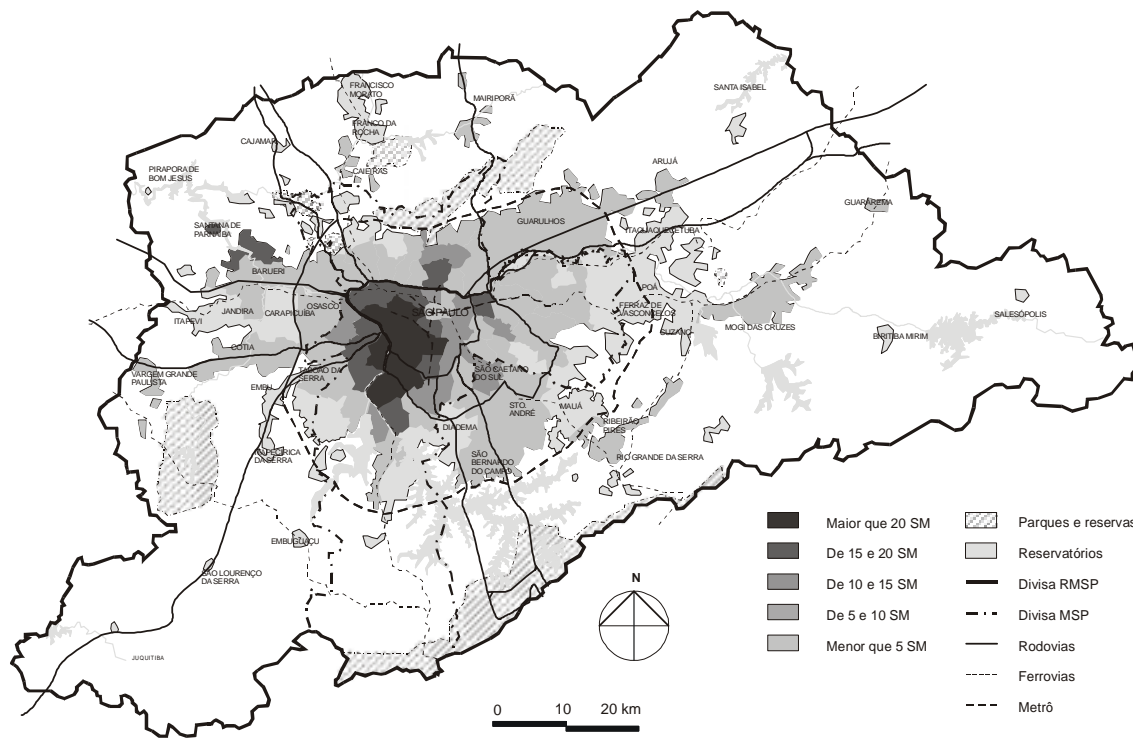 FRANCISCO
MORATO
MAIRIPORÃ
SANTA ISABEL
FRANCO DA
ROCHA
CAJAMAR
CAIEIRAS
ARUJÁ
PIRAPORA DE
BOM JESUS
GUARAREMA
SANTANA DE
PARNAÍBA
GUARULHOS
ITAQUAQUECETUBA
BARUERI
POÁ
OSASCO
JANDIRA
CARAPICUÍBA
SÃO PAULO
FERRAZ DE
VASCONCELOS
ITAPEVI
SUZANO
MOGI DAS CRUZES
SALESÓPOLIS
BIRITIBA MIRIM
COTIA
VARGEM GRANDE
PAULISTA
TABOÃO DA
SERRA
SÃO CAETANO
DO SUL
EMBU
STO.
ANDRÉ
MAUÁ
DIADEMA
RIBEIRÃO
PIRES
ITAPECIRICA
DA SERRA
SÃO
BERNARDO
DO CAMPO
RIO GRANDE DA SERRA
EMBUGUAÇU
SÃO LOURENÇO
DA SERRA
JUQUITIBA
N
0 10 20 km
Maior que 20 SM
De 15 e 20 SM
De 10 e 15 SM
De 5 e 10 SM
Menor que 5 SM
Parques e reservas
Reservatórios
Divisa RMSP
Divisa MSP
Rodovias
Ferrovias
Metrô